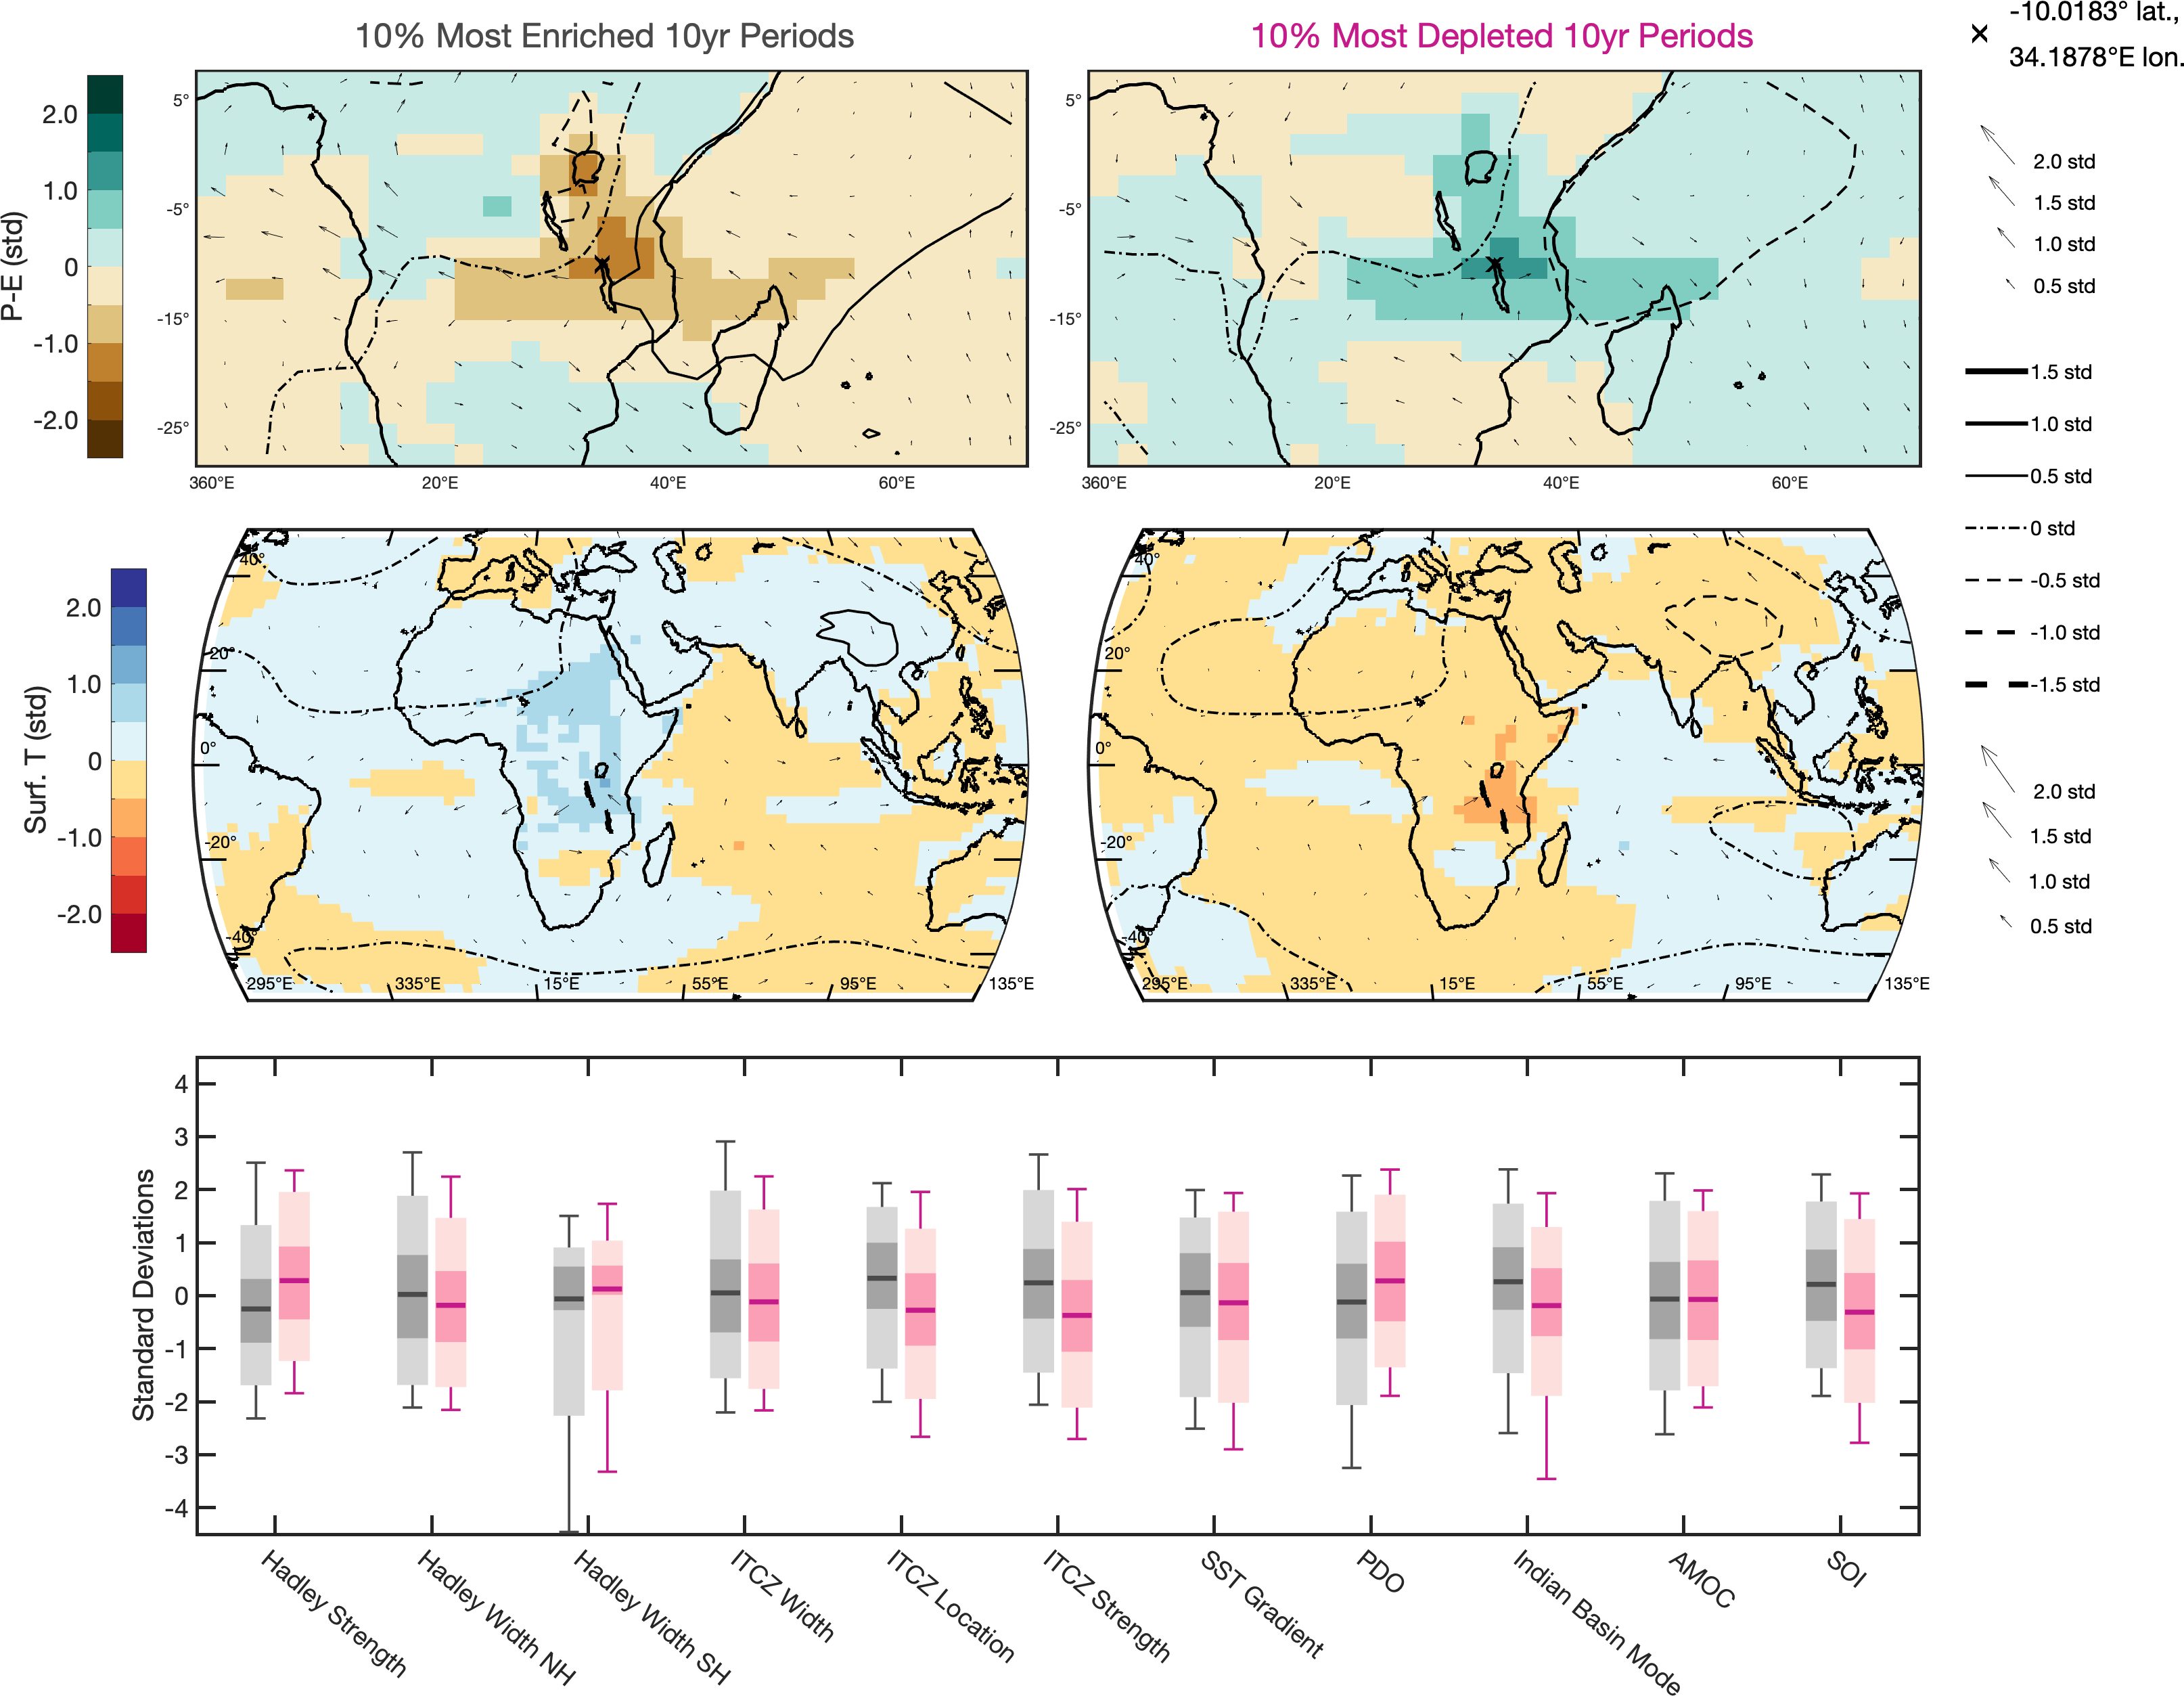 10% Most Enriched 10yr Periods
10% Most Depleted 10yr Periods
-10.0183° lat.,
34.1878°E lon.
P-E (std)
2.0
1.0
0
-1.0
-2.0
5°
-5°
-15°
-25°
360°E
20°E
40°E
60°E
5°
-5°
-15°
-25°
360°E
20°E
40°E
60°E
2.0 std
1.5 std
1.0 std
0.5 std
1.5 std
1.0 std
0.5 std
0 std
-0.5 std
-1.0 std
-1.5 std
Surf. T (std)
2.0
1.0
0
-1.0
-2.0
40°
20°
0°
-20°
-40°
295°E
335°E
15°E
55°E
95°E
135°E
40°
20°
0°
-20°
-40°
295°E
335°E
15°E
55°E
95°E
135°E
2.0 std
1.5 std
1.0 std
0.5 std
Standard Deviations
4
3
2
1
0
-1
-2
-3
-4
Hadley Strength
Hadley Width NH
Hadley Width SH
ITCZ Width
ITCZ Location
ITCZ Strength
SST Gradient
PDO
Indian Basin Mode
AMOC
SOI